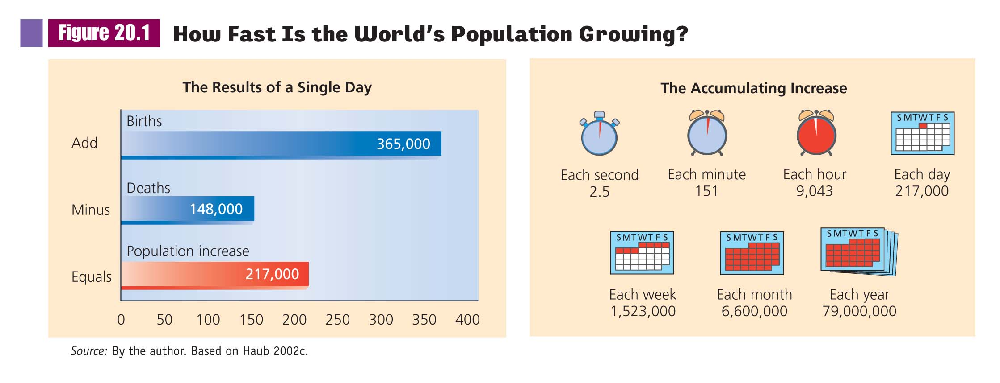 Figure 20.1 How Fast Is the World's Population Growing?
The Results of a Single Day
Births
Add 365,000
Deaths
Minus 148,000
Population increase
Equals 217,000
0 50 100 150 200 250 300 350 400
The Accumulating Increase
S M T W T F S
Each second Each minute Each hour Each day
2.5 151 9,043 217,000
S M T W T F S S M T W T F S S M T W T F S
Each week Each month Each year
1,523,000 6,600,000 79,000,000
Source: By the author. Based on Haub 2002c.